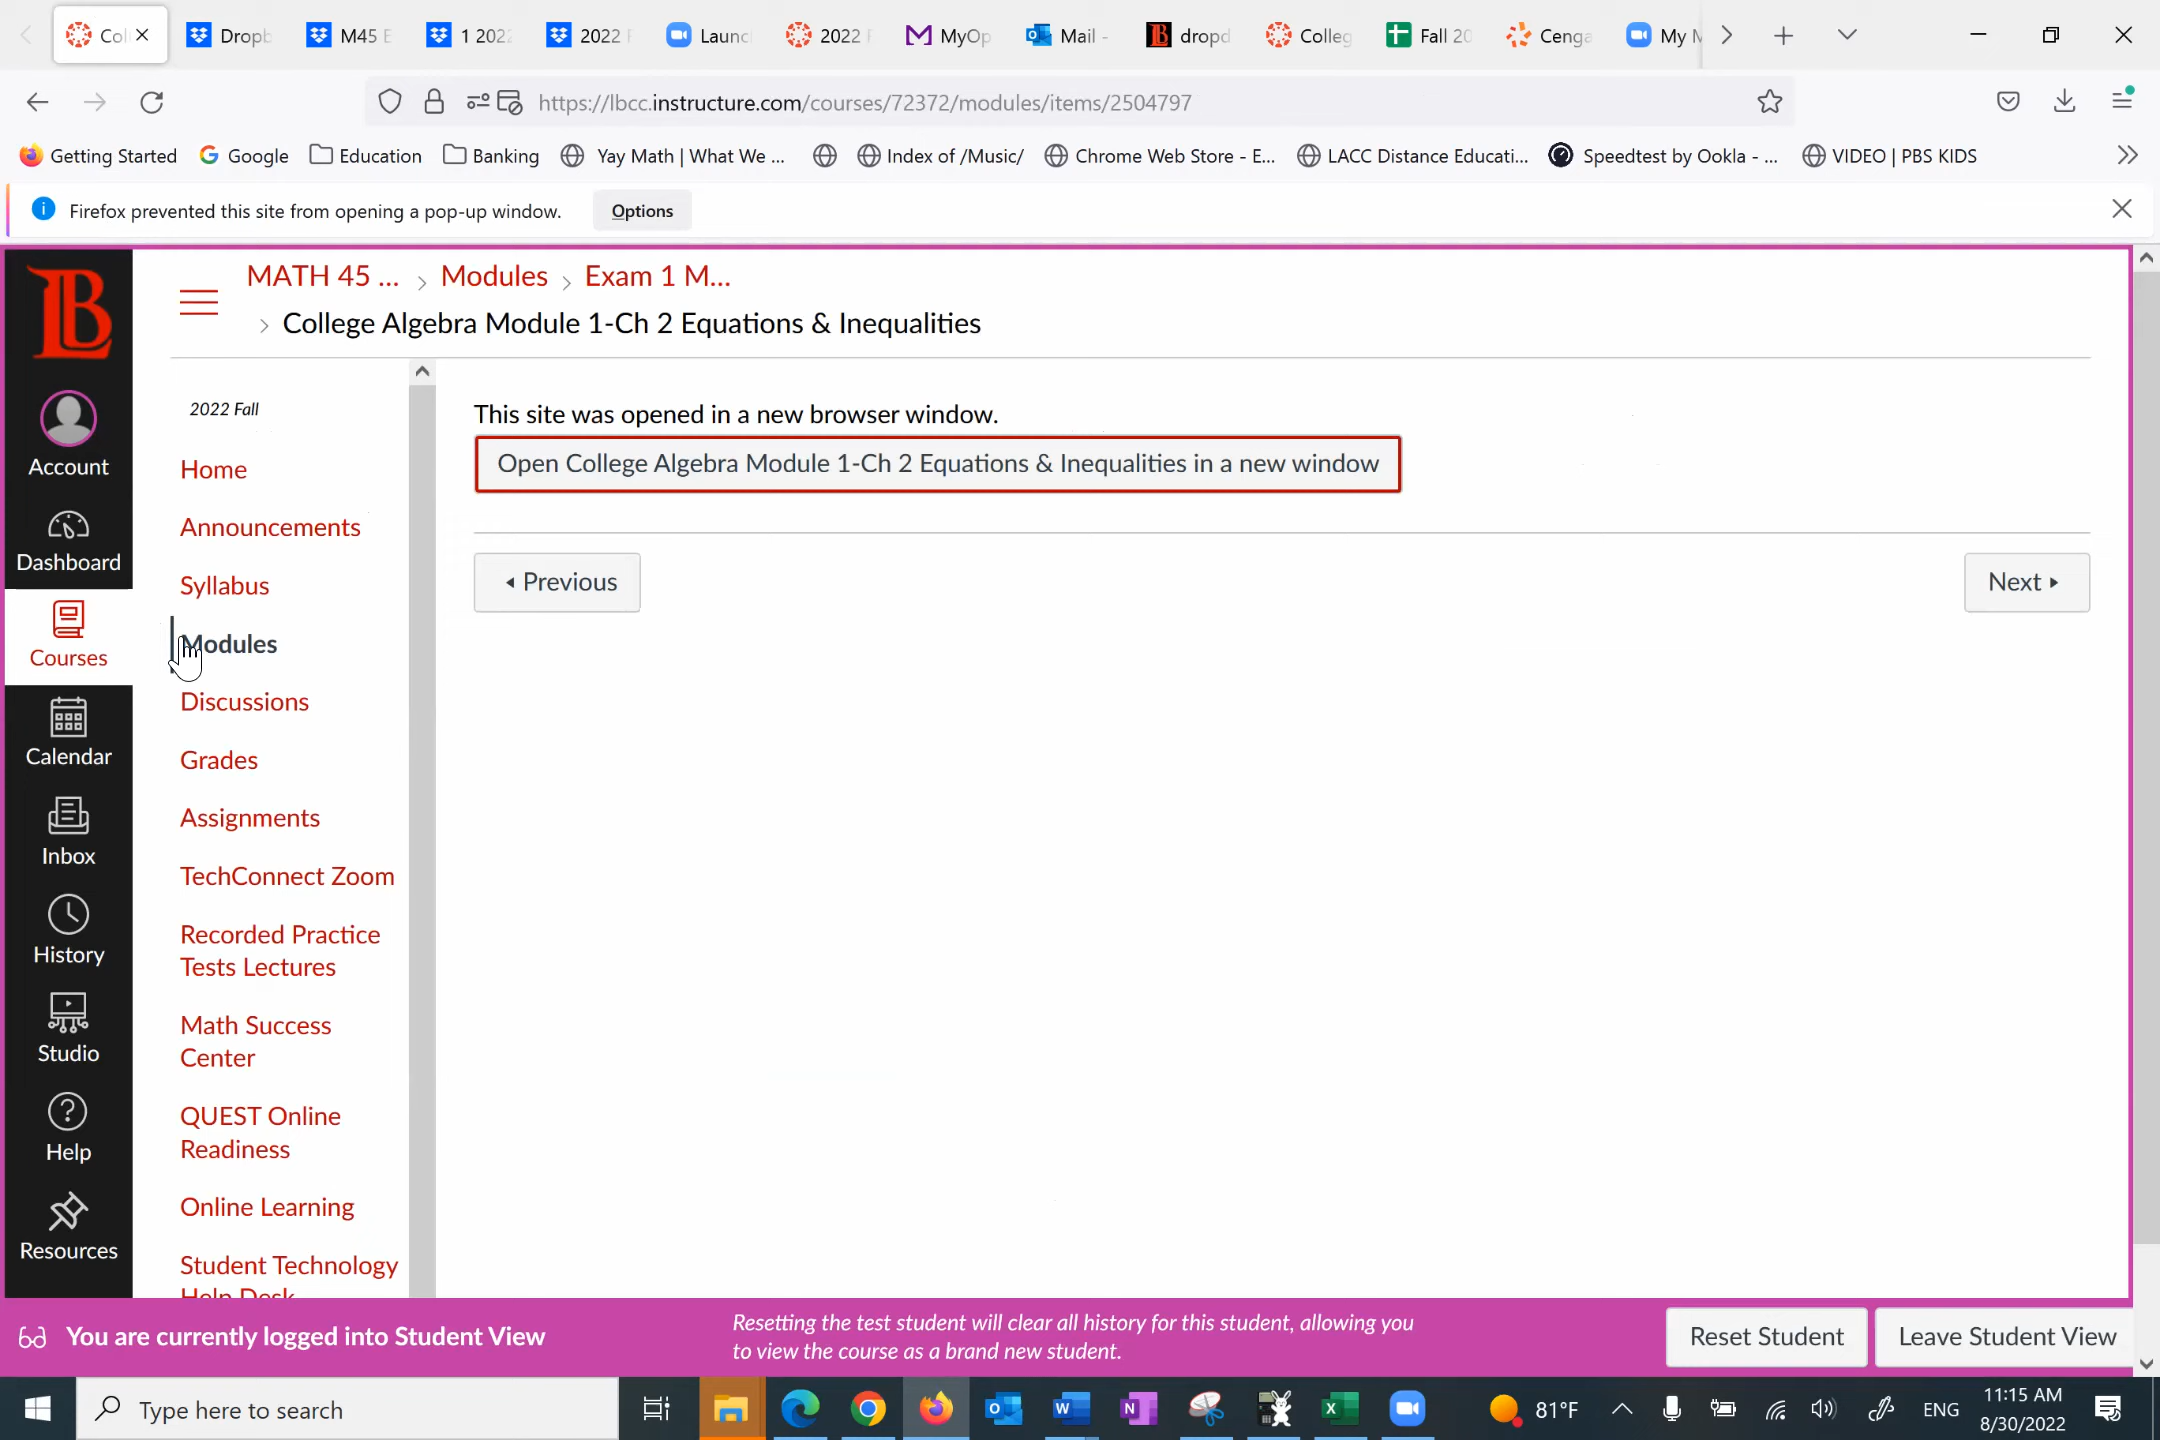 Col
Dropb
M45 E
1 2022
2022 F
Launc
2022 F
MyOp
Mail -
dropd
Colleg
Fall 20
Cenga
My M
https://lbcc.instructure.com/courses/72372/modules/items/2504797
Getting Started
Google
Education
Banking
Yay Math | What We ...
Index of /Music/
Chrome Web Store - E...
LACC Distance Educati...
Speedtest by Ookla - ...
VIDEO | PBS KIDS
Firefox prevented this site from opening a pop-up window.
Options
MATH 45 ... > Modules > Exam 1 M...
> College Algebra Module 1-Ch 2 Equations & Inequalities
LB
Account
Dashboard
Courses
Calendar
Inbox
History
Studio
Help
Resources
2022 Fall
Home
Announcements
Syllabus
Modules
Discussions
Grades
Assignments
TechConnect Zoom
Recorded Practice
Tests Lectures
Math Success
Center
QUEST Online
Readiness
Online Learning
Student Technology
Help Desk
This site was opened in a new browser window.
Open College Algebra Module 1-Ch 2 Equations & Inequalities in a new window
Previous
Next
You are currently logged into Student View
Resetting the test student will clear all history for this student, allowing you
to view the course as a brand new student.
Reset Student
Leave Student View
Type here to search
81°F
ENG
11:15 AM
8/30/2022